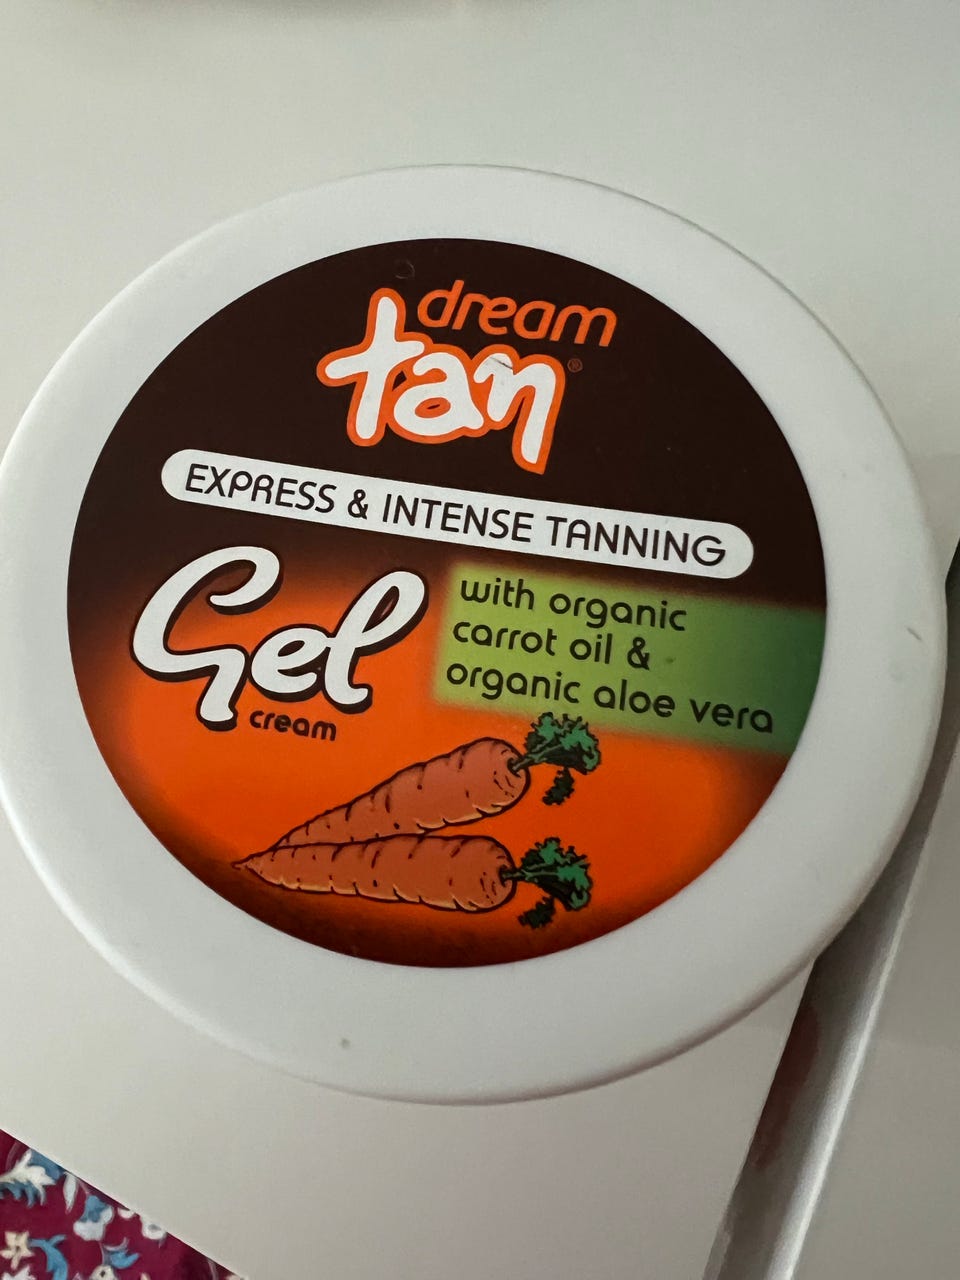 dream
tan®
EXPRESS & INTENSE TANNING
Gel
cream
with organic
carrot oil &
organic aloe vera